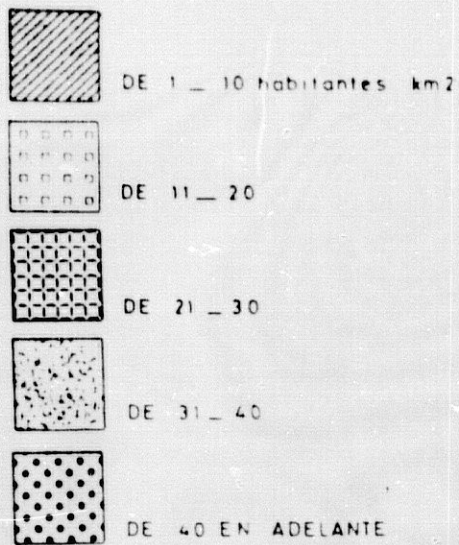 DE 1 _ 10 habitantes km2
DE 11 _ 20
DE 21 _ 30
DE 31 _ 40
DE 40 EN ADELANTE